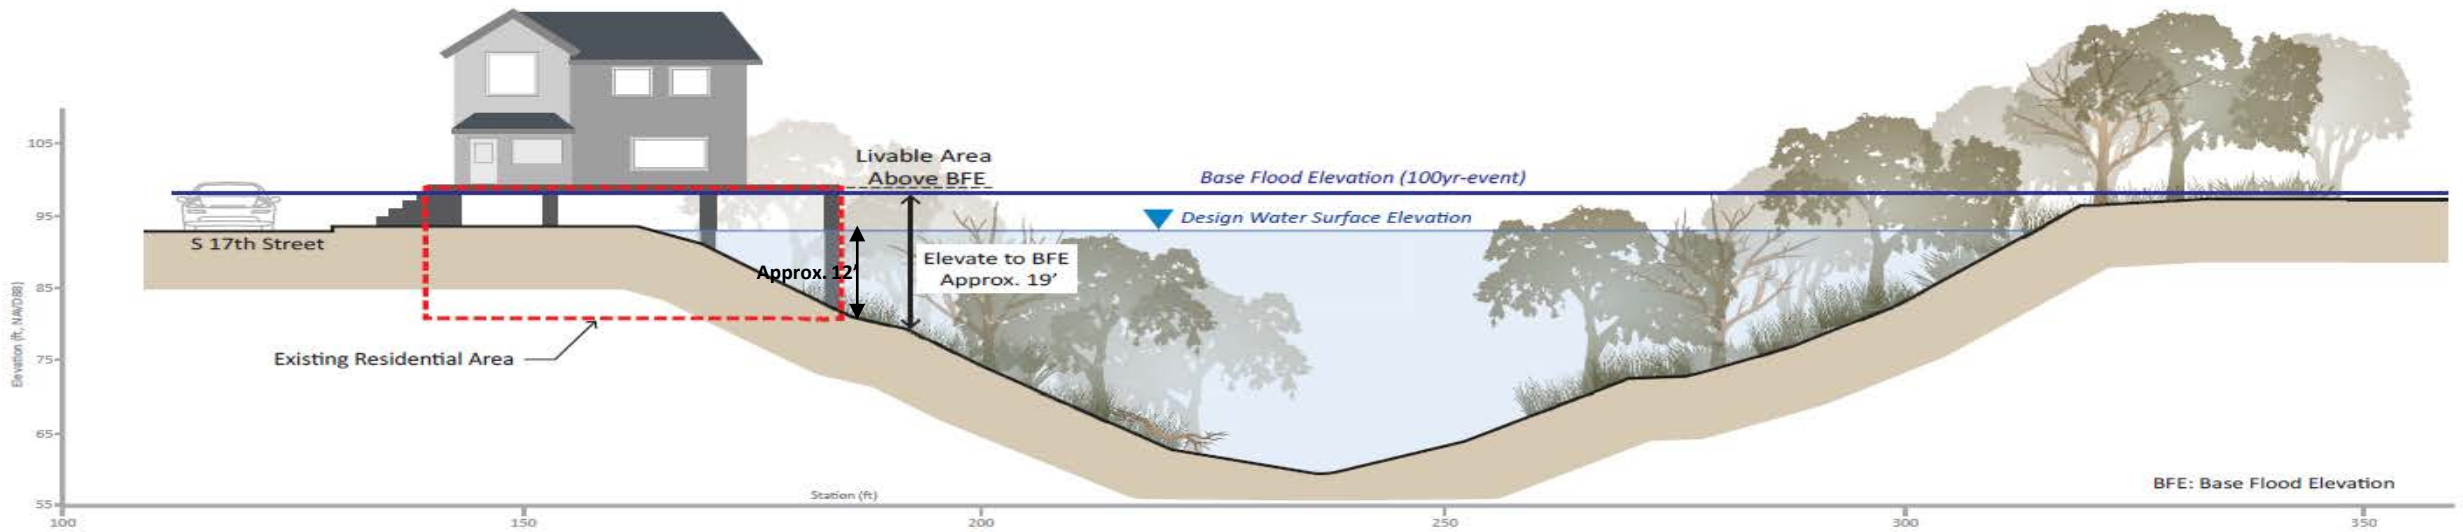 Livable Area
Above BFE
Base Flood Elevation (100yr-event)
Design Water Surface Elevation
S 17th Street
Approx. 12'
Elevate to BFE
Approx. 19'
Existing Residential Area
BFE: Base Flood Elevation
Elevation (ft, NAVD88)
105
95
85
75
65
55
Station (ft)
100
150
200
250
300
350